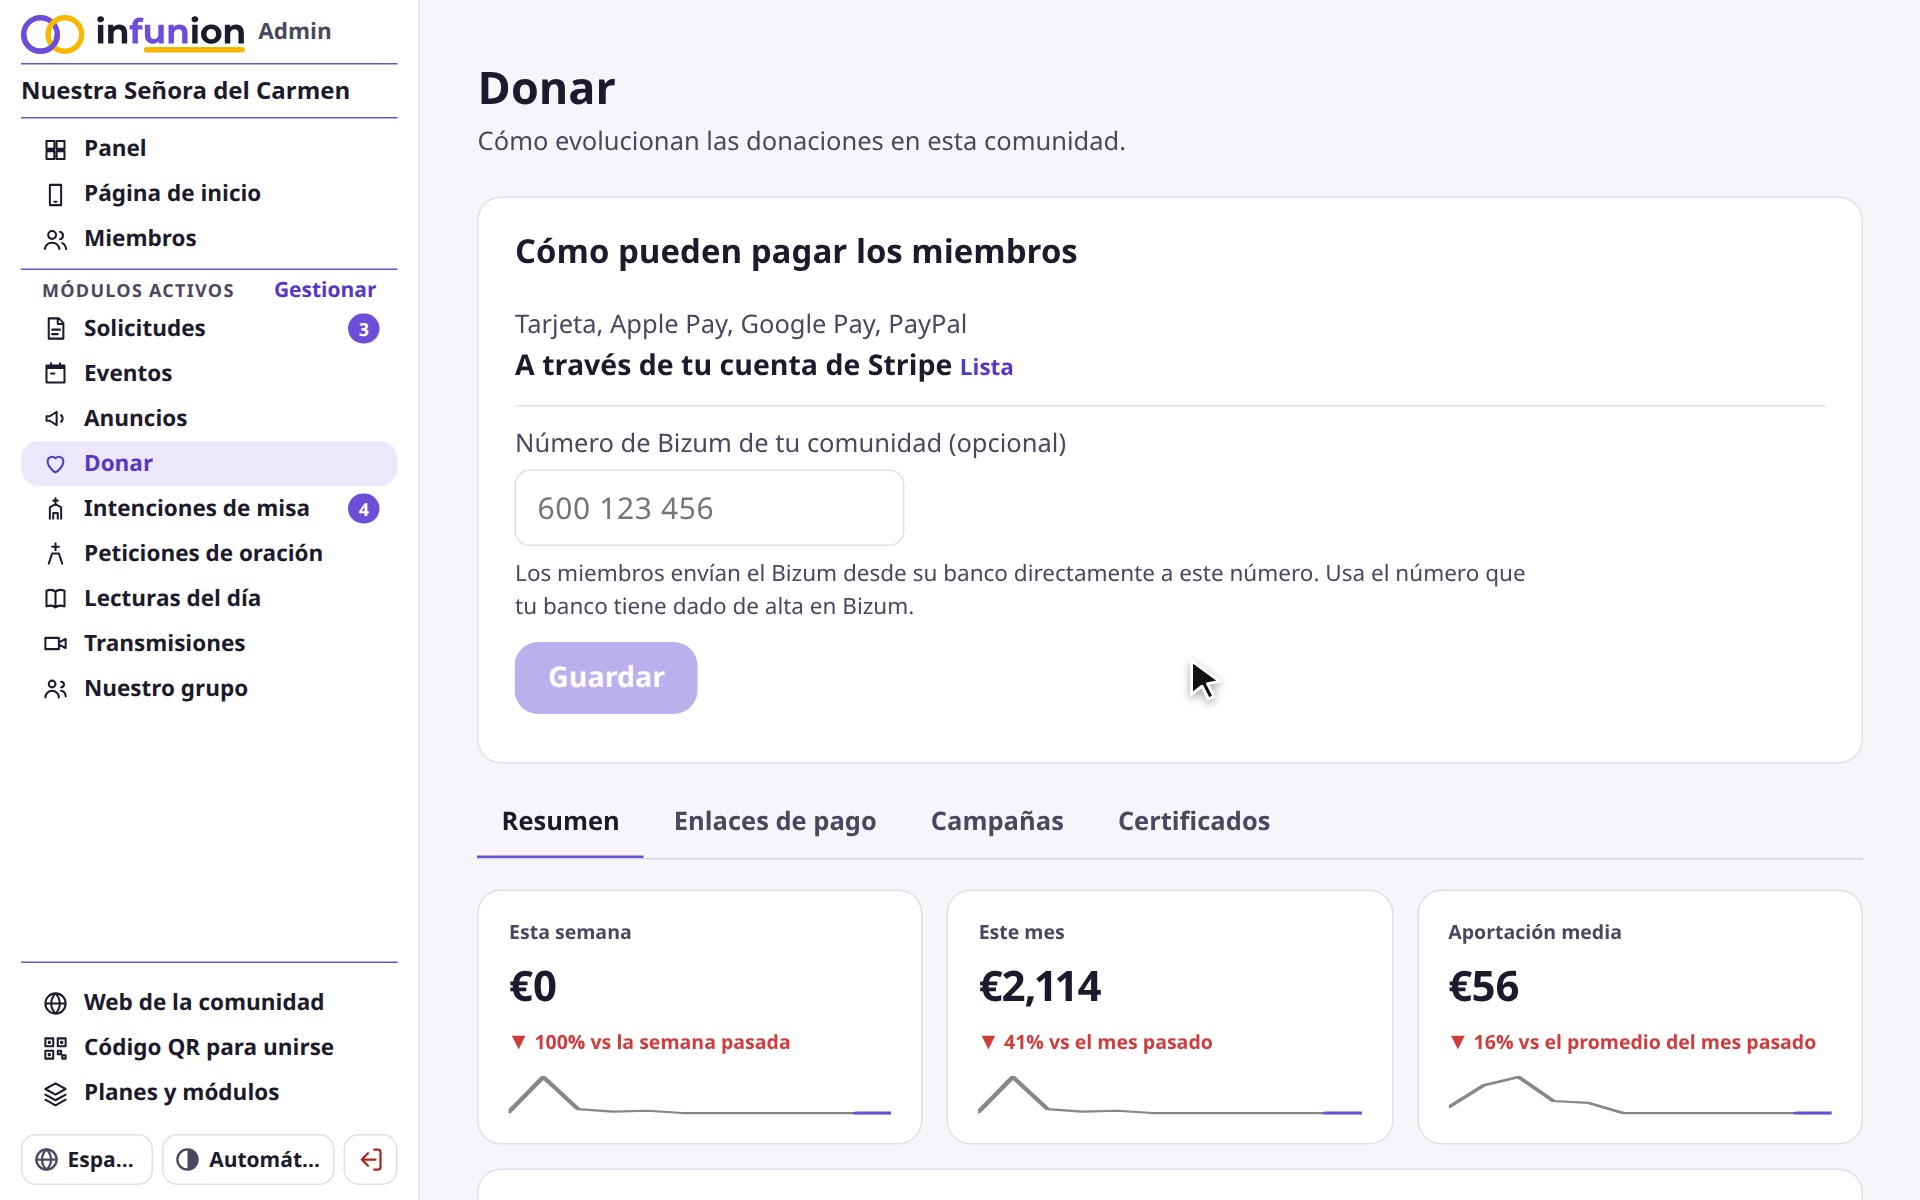 infunion Admin
Nuestra Señora del Carmen
Panel
Página de inicio
Miembros
MÓDULOS ACTIVOS Gestionar
Solicitudes 3
Eventos
Anuncios
Donar
Intenciones de misa 4
Peticiones de oración
Lecturas del día
Transmisiones
Nuestro grupo
Web de la comunidad
Código QR para unirse
Planes y módulos
Espa... Automát...
Donar
Cómo evolucionan las donaciones en esta comunidad.
Cómo pueden pagar los miembros
Tarjeta, Apple Pay, Google Pay, PayPal
A través de tu cuenta de Stripe Lista
Número de Bizum de tu comunidad (opcional)
600 123 456
Los miembros envían el Bizum desde su banco directamente a este número. Usa el número que
tu banco tiene dado de alta en Bizum.
Guardar
Resumen Enlaces de pago Campañas Certificados
Esta semana
€0
▼ 100% vs la semana pasada
Este mes
€2,114
▼ 41% vs el mes pasado
Aportación media
€56
▼ 16% vs el promedio del mes pasado